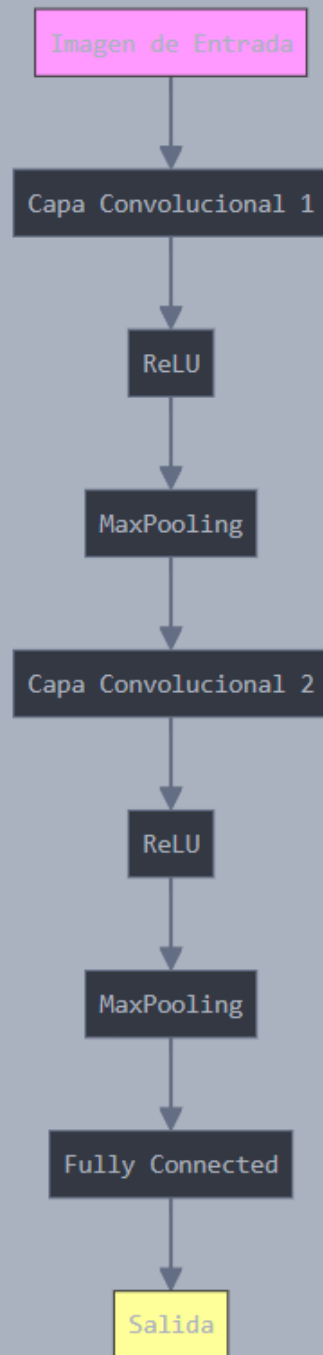 Imagen de Entrada
Capa Convolucional 1
ReLU
MaxPooling
Capa Convolucional 2
ReLU
MaxPooling
Fully Connected
Salida